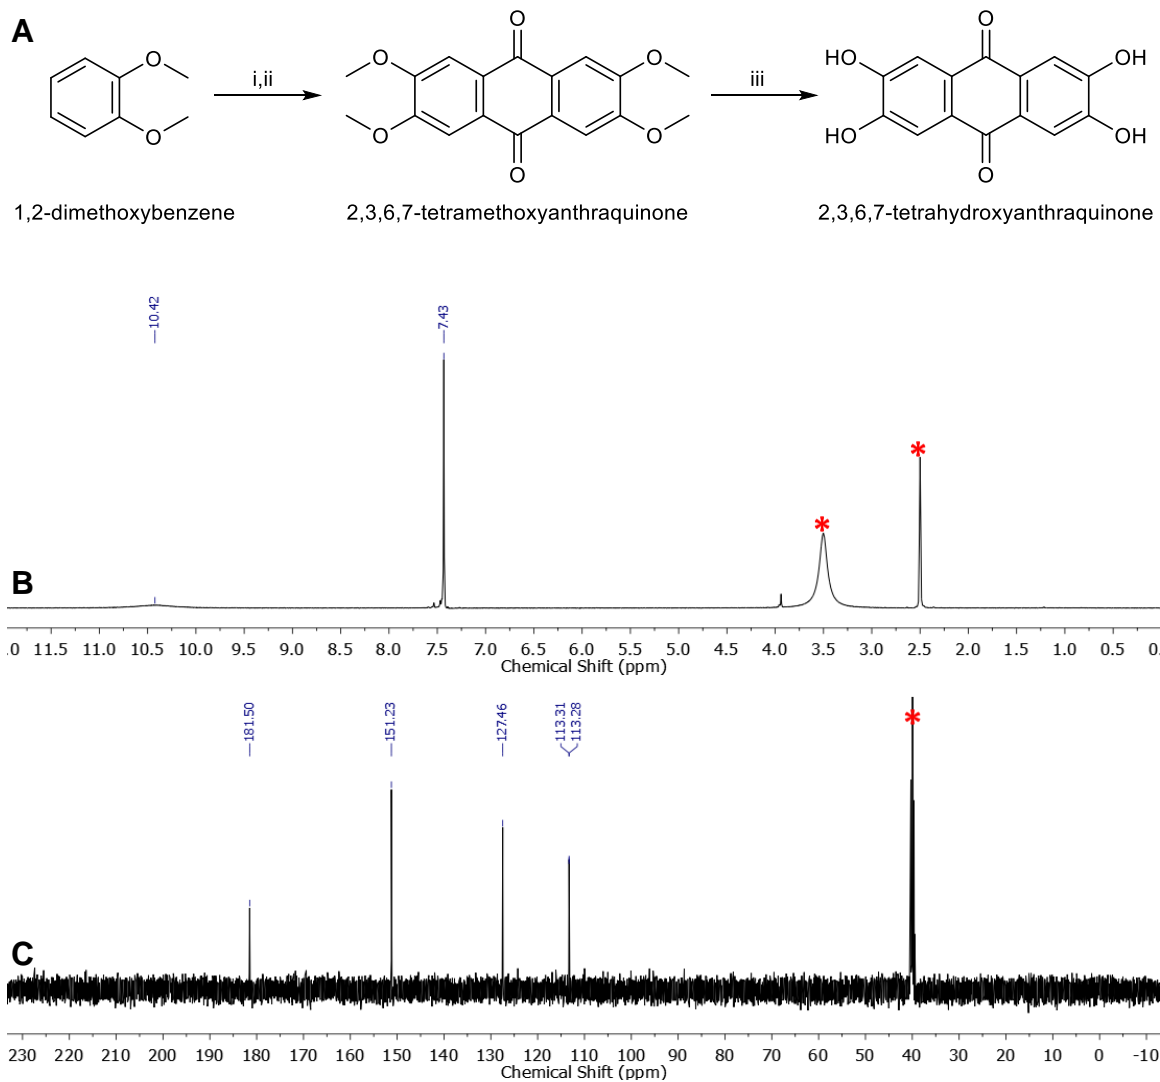 A
O O O O
i,ii iii
O O O HO OH
O O O HO OH
O O
1,2-dimethoxybenzene 2,3,6,7-tetramethoxyanthraquinone 2,3,6,7-tetrahydroxyanthraquinone
10.42 7.43
*
*
B
.0 11.5 11.0 10.5 10.0 9.5 9.0 8.5 8.0 7.5 7.0 6.5 6.0 5.5 5.0 4.5 4.0 3.5 3.0 2.5 2.0 1.5 1.0 0.5 0.
Chemical Shift (ppm)
181.50 151.23 127.46 113.31 113.28
*
C
230 220 210 200 190 180 170 160 150 140 130 120 110 100 90 80 70 60 50 40 30 20 10 0 -10
Chemical Shift (ppm)